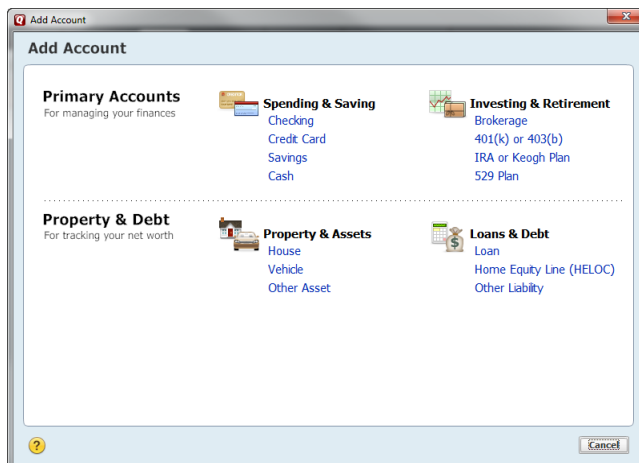 Add Account
Add Account
Primary Accounts
For managing your finances
Spending & Saving
Checking
Credit Card
Savings
Cash
Investing & Retirement
Brokerage
401(k) or 403(b)
IRA or Keogh Plan
529 Plan
Property & Debt
For tracking your net worth
Property & Assets
House
Vehicle
Other Asset
Loans & Debt
Loan
Home Equity Line (HELOC)
Other Liability
?
Cancel